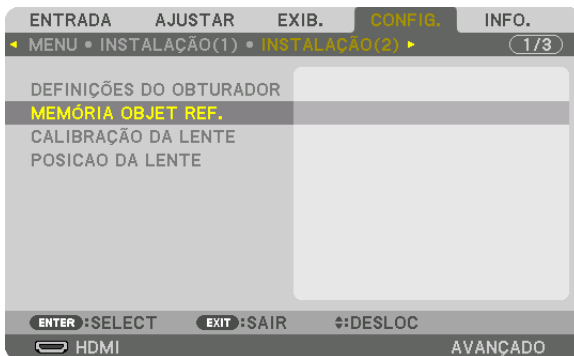 ENTRADA AJUSTAR EXIB. CONFIG. INFO.
MENU • INSTALAÇÃO(1) • INSTALAÇÃO(2) 1/3
DEFINIÇÕES DO OBTURADOR
MEMÓRIA OBJET REF.
CALIBRAÇÃO DA LENTE
POSICAO DA LENTE
ENTER :SELECT EXIT :SAIR :DESLOC
HDMI AVANÇADO